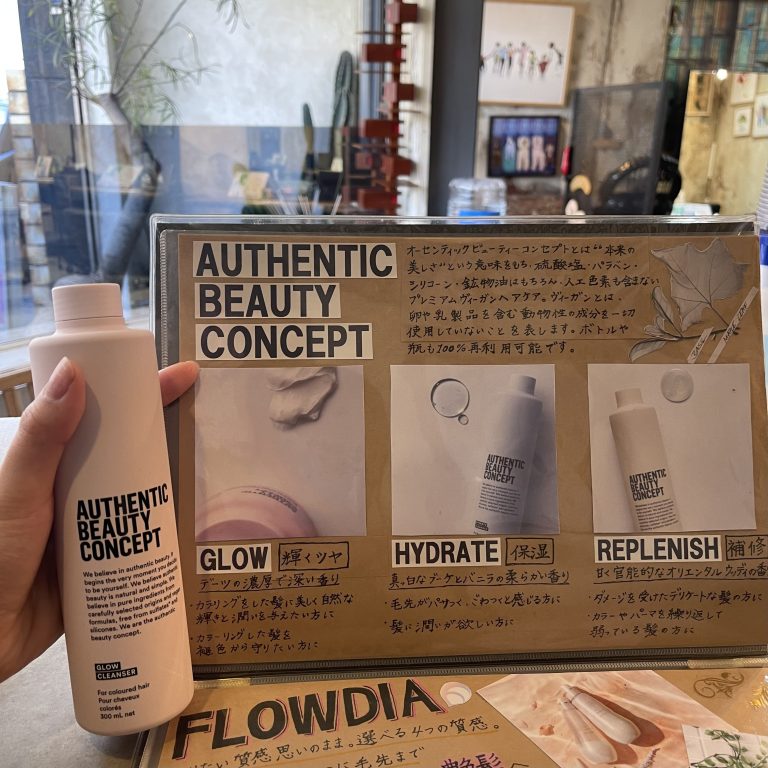 AUTHENTIC
BEAUTY
CONCEPT
オーセンティックビューティーコンセプトとは"本来の
美しさ"という意味をもち、硫酸塩・パラベン・
シリコーン・鉱物油はもちろん、人工色素も含まない
プレミアムヴィーガンヘアケア。ヴィーガンとは、
卵や乳製品を含む動物性の成分を一切
使用していないことを表します。ボトルや
瓶も100%再利用可能です。
AUTHENTIC
BEAUTY
CONCEPT
AUTHENTIC
BEAUTY
CONCEPT
GLOW 輝くツヤ
デーツの濃厚で深い香り
・カラリングをした髪に美しく自然な
輝きと潤いを与えたい方に
・カラーリングした髪を
褪色から守りたい方に
HYDRATE 保湿
真っ白なブーケとバニラの柔らかい香り
・毛先がパサつく、ごわつくと感じる方に
・髪に潤いが欲しい方に
REPLENISH 補修
甘く官能的なオリエンタルウッディの香
・ダメージを受けたデリケートな髪の方に
・カラーやパーマを繰り返して
弱っている髪の方に
AUTHENTIC
BEAUTY
CONCEPT
We believe in authentic beauty. It
begins the very moment you
to be yourself. We believe
beauty is natural and simple. We
believe in pure ingredients from
carefully selected origins and vegan
formulas, free from sulfates* and
silicones. We are the authentic
beauty concept.
GLOW
CLEANSER
For coloured hair
Pour cheveux
colorés
300 mL net
FLOWDIA
たい質感思いのまま。選べる4つの質感。
毛先まで
艶髪